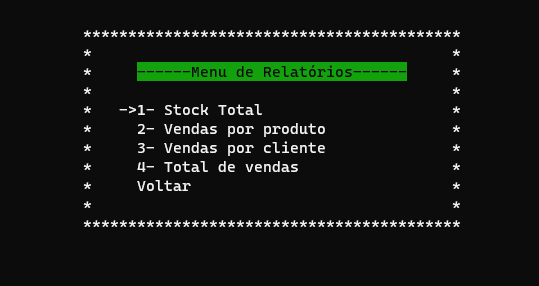 ******************************************
* *
* ------Menu de Relatórios------ *
* *
* ->1- Stock Total *
* 2- Vendas por produto *
* 3- Vendas por cliente *
* 4- Total de vendas *
* Voltar *
* *
******************************************